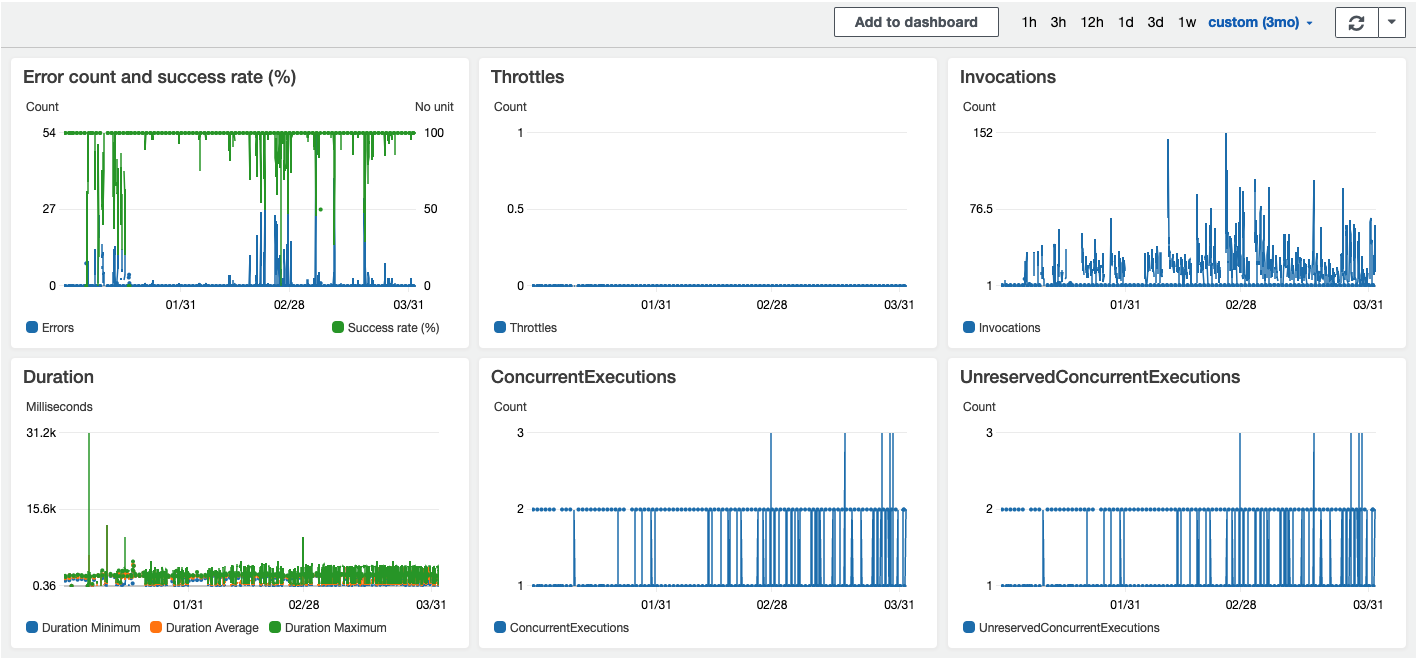 Add to dashboard 1h 3h 12h 1d 3d 1w custom (3mo)
Error count and success rate (%)
Count No unit
54 100
27 50
0 0
01/31 02/28 03/31
Errors Success rate (%)
Throttles
Count
1
0.5
0
01/31 02/28 03/31
Throttles
Invocations
Count
152
76.5
1
01/31 02/28 03/31
Invocations
Duration
Milliseconds
31.2k
15.6k
0.36
01/31 02/28 03/31
Duration Minimum Duration Average Duration Maximum
ConcurrentExecutions
Count
3
2
1
01/31 02/28 03/31
ConcurrentExecutions
UnreservedConcurrentExecutions
Count
3
2
1
01/31 02/28 03/31
UnreservedConcurrentExecutions